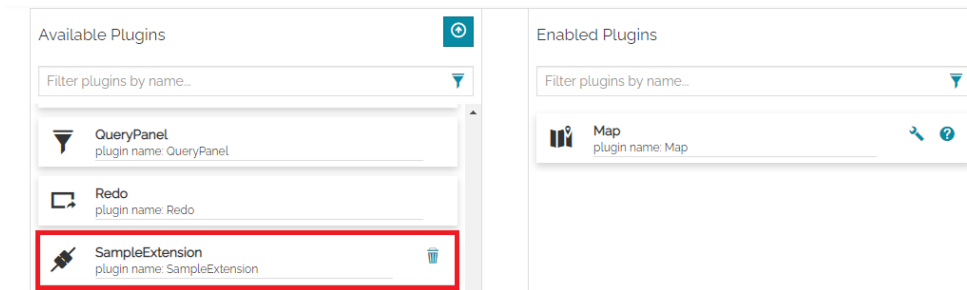 Available Plugins
Filter plugins by name...
QueryPanel
plugin name: QueryPanel
Redo
plugin name: Redo
SampleExtension
plugin name: SampleExtension
Enabled Plugins
Filter plugins by name...
Map
plugin name: Map